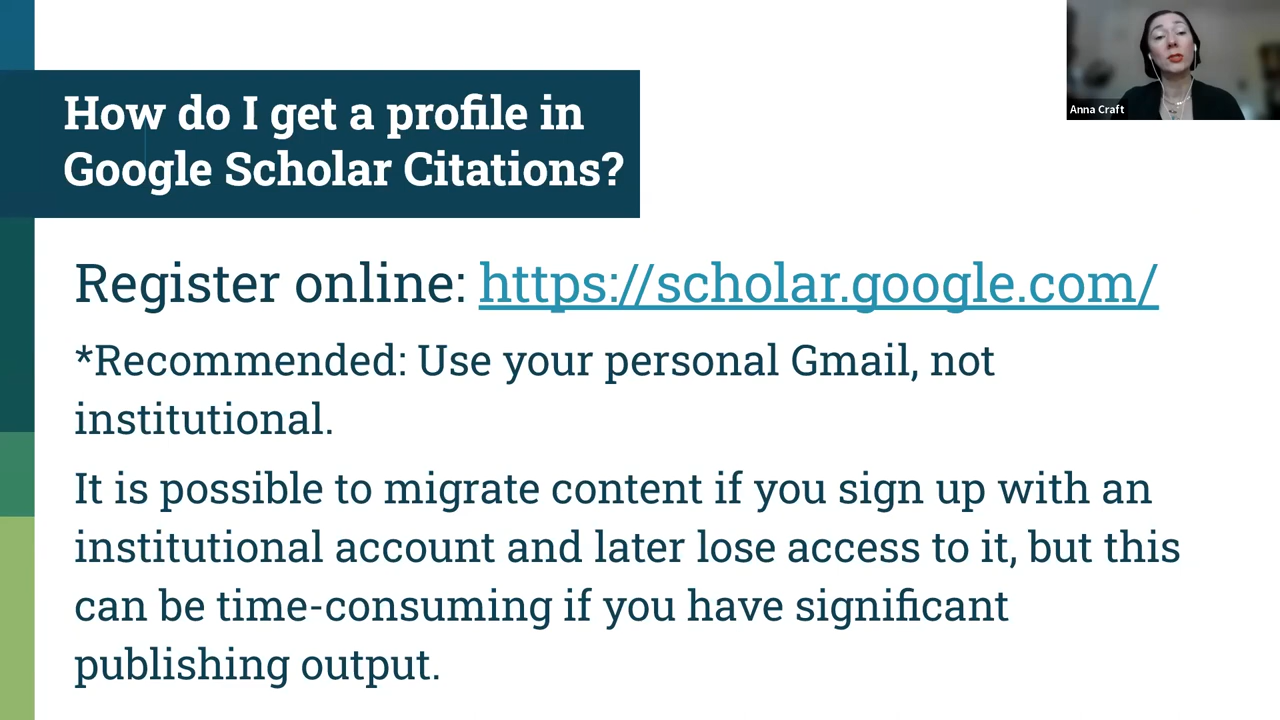 How do I get a profile in
Google Scholar Citations?
Anna Craft
Register online: https://scholar.google.com/
*Recommended: Use your personal Gmail, not
institutional.
It is possible to migrate content if you sign up with an
institutional account and later lose access to it, but this
can be time-consuming if you have significant
publishing output.